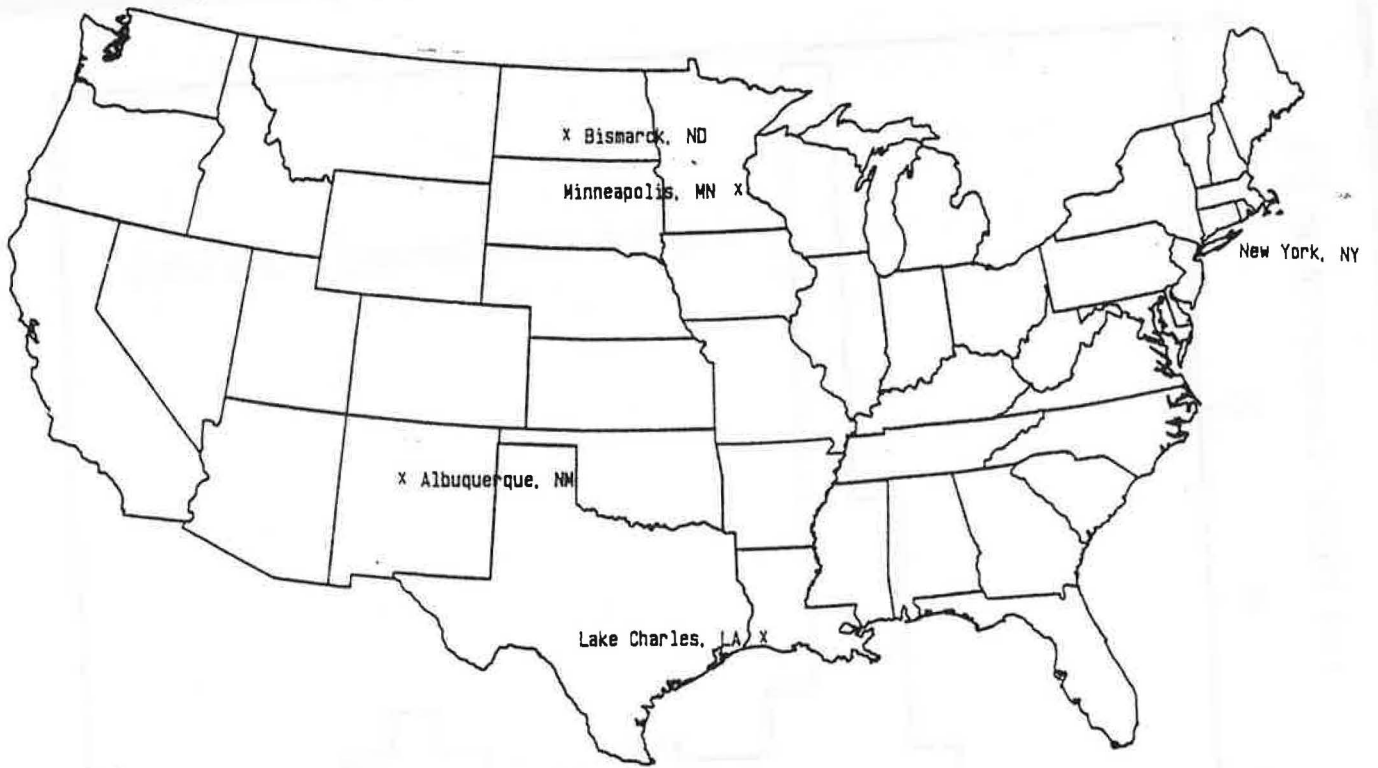 x Bismarck, ND
Minneapolis, MN x
New York, NY
x Albuquerque, NM
Lake Charles, LA x